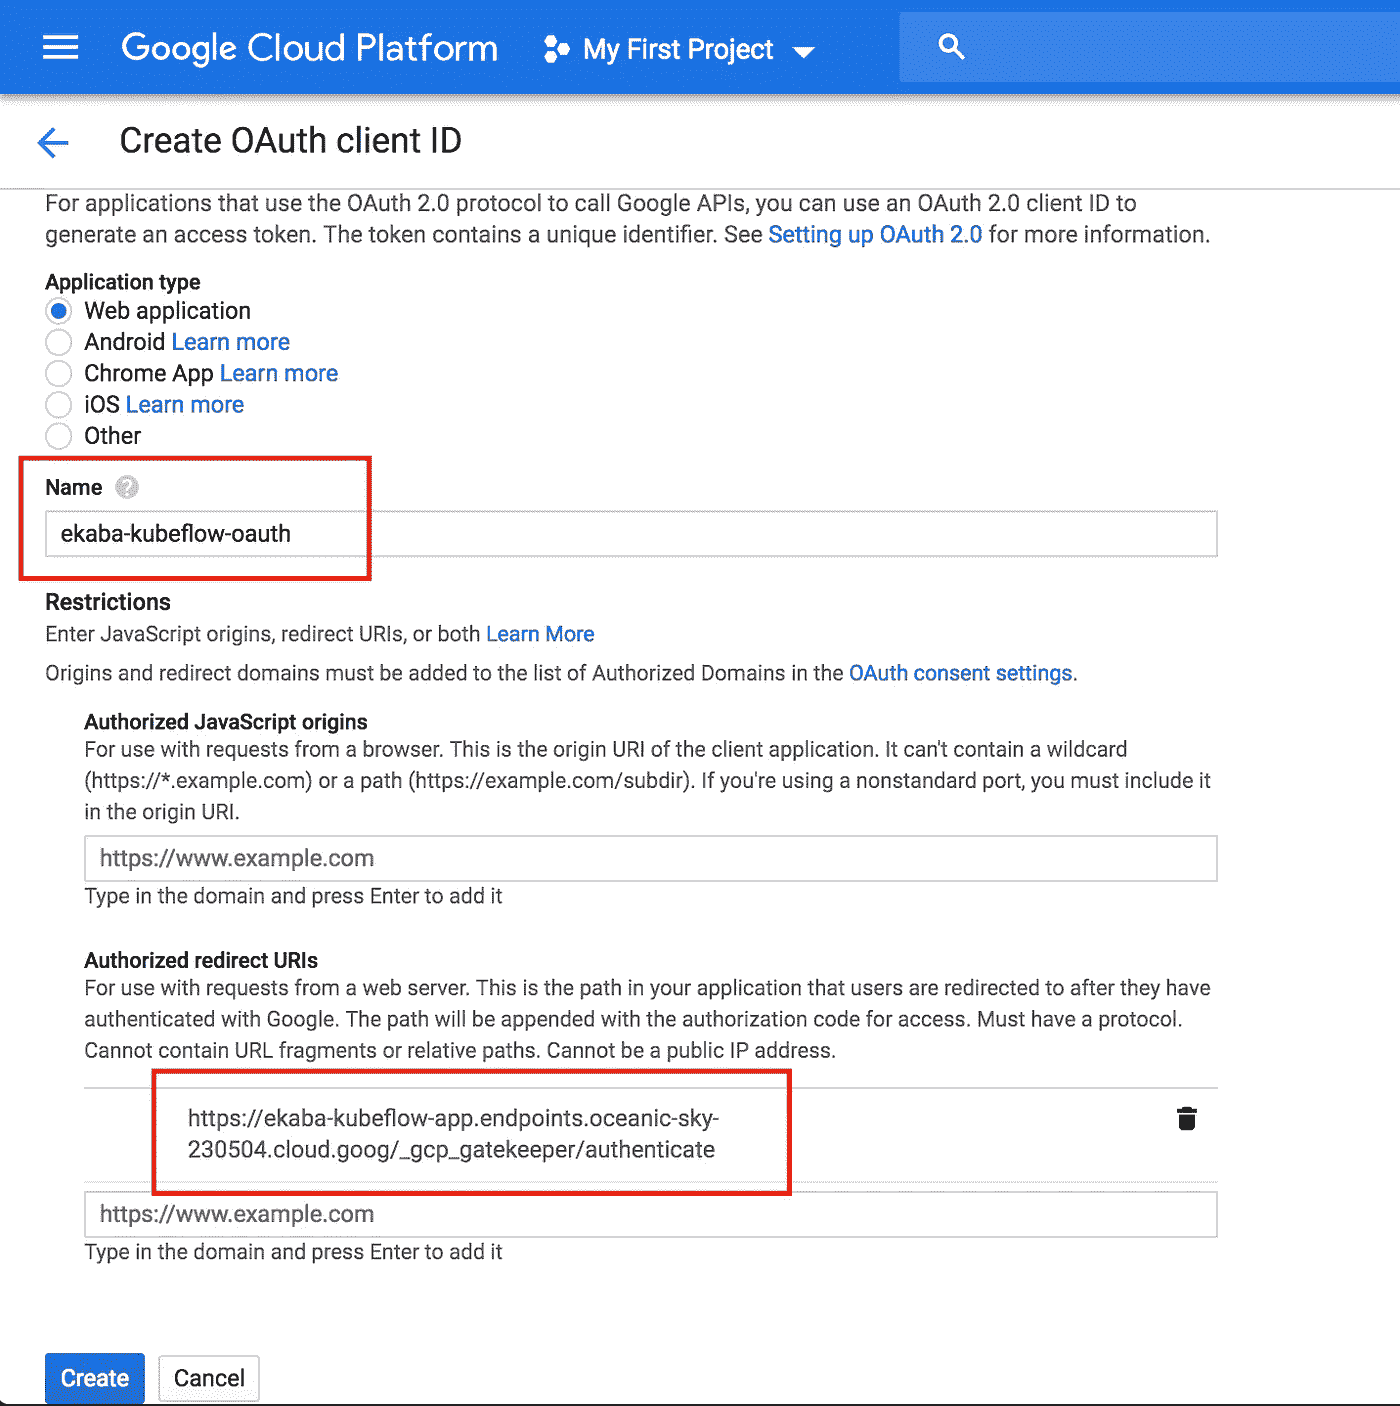 Google Cloud Platform My First Project
Create OAuth client ID
For applications that use the OAuth 2.0 protocol to call Google APIs, you can use an OAuth 2.0 client ID to
generate an access token. The token contains a unique identifier. See Setting up OAuth 2.0 for more information.
Application type
Web application
Android Learn more
Chrome App Learn more
iOS Learn more
Other
Name ?
ekaba-kubeflow-oauth
Restrictions
Enter JavaScript origins, redirect URIs, or both Learn More
Origins and redirect domains must be added to the list of Authorized Domains in the OAuth consent settings.
Authorized JavaScript origins
For use with requests from a browser. This is the origin URI of the client application. It can't contain a wildcard
(https://*.example.com) or a path (https://example.com/subdir). If you're using a nonstandard port, you must include it
in the origin URI.
https://www.example.com
Type in the domain and press Enter to add it
Authorized redirect URIs
For use with requests from a web server. This is the path in your application that users are redirected to after they have
authenticated with Google. The path will be appended with the authorization code for access. Must have a protocol.
Cannot contain URL fragments or relative paths. Cannot be a public IP address.
https://ekaba-kubeflow-app.endpoints.oceanic-sky-
230504.cloud.goog/_gcp_gatekeeper/authenticate
https://www.example.com
Type in the domain and press Enter to add it
Create Cancel